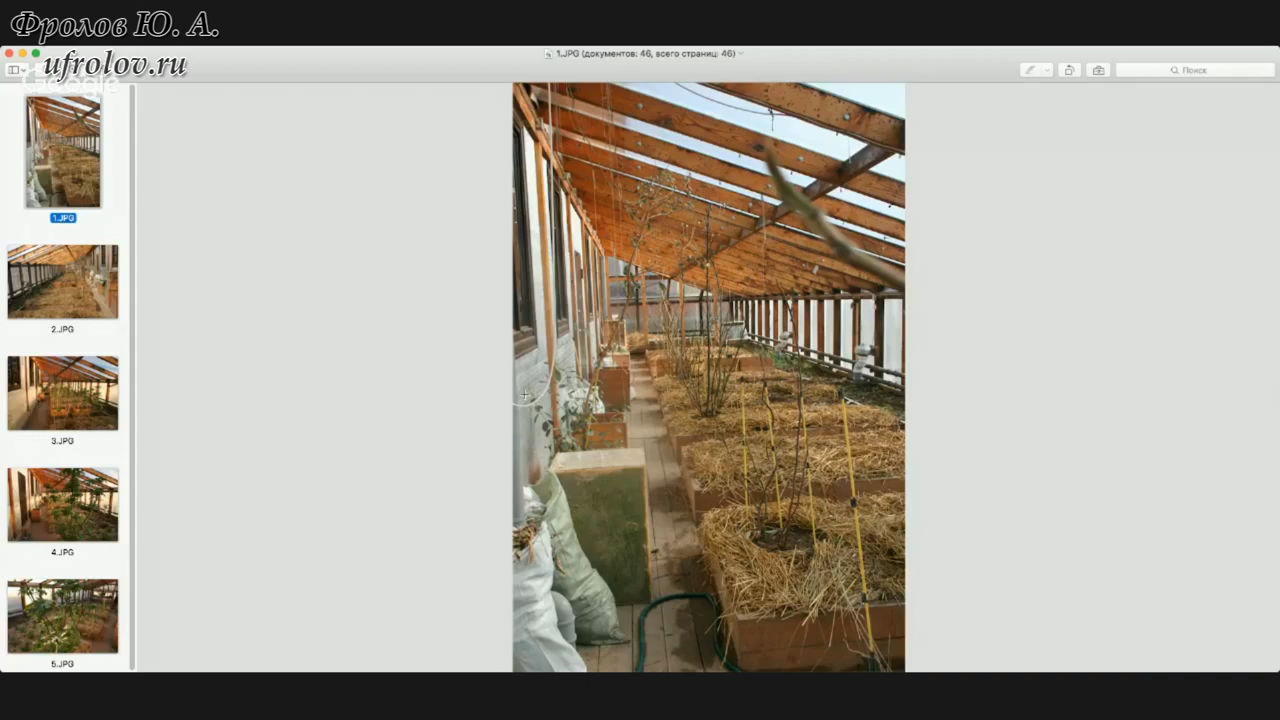 Фролов Ю. А.
ufrolov.ru
Google
1.JPG (документов: 46, всего страниц: 46)
Поиск
1.JPG
2.JPG
3.JPG
4.JPG
5.JPG